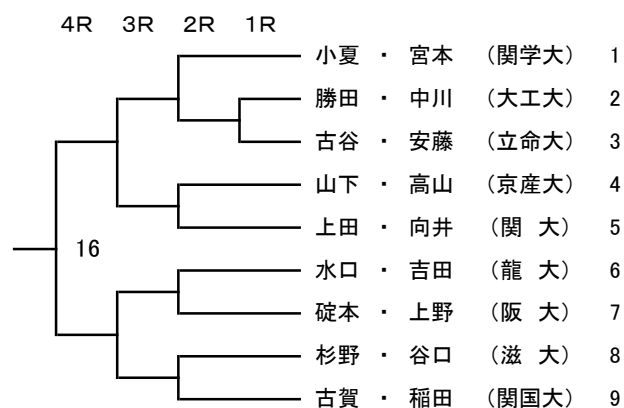 4R 3R 2R 1R
小夏 ・ 宮本 (関学大) 1
勝田 ・ 中川 (大工大) 2
古谷 ・ 安藤 (立命大) 3
山下 ・ 高山 (京産大) 4
上田 ・ 向井 (関 大) 5
16
水口 ・ 吉田 (龍 大) 6
碇本 ・ 上野 (阪 大) 7
杉野 ・ 谷口 (滋 大) 8
古賀 ・ 稲田 (関国大) 9